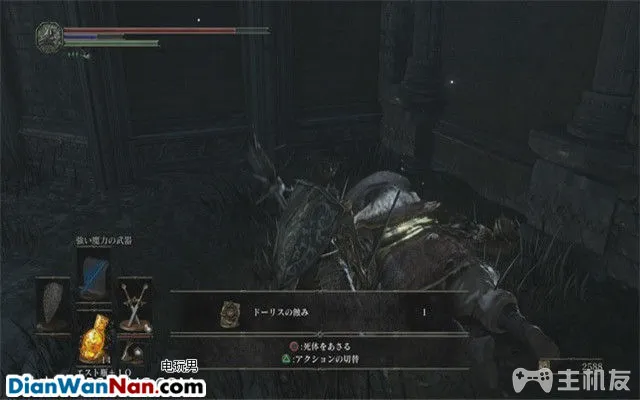 強い魔力の武器
ドーリスの蝕み 1
14
○:死体をあさる
△:アクションの切替
エスト瓶+10
2588
电玩男
DianWanNan.com
主机友